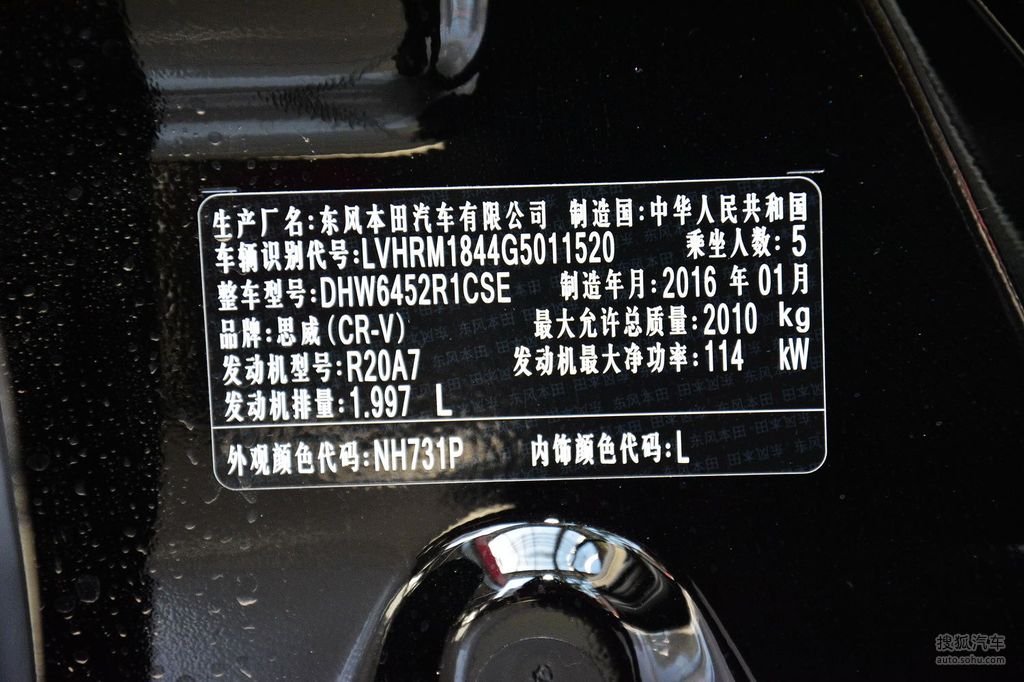 生产厂名:东风本田汽车有限公司 制造国:中华人民共和国
车辆识别代号:LVHRM1844G5011520 乘坐人数:5
整车型号:DHW6452R1CSE 制造年月:2016 年 01月
品牌:思威(CR-V) 最大允许总质量:2010 kg
发动机型号:R20A7 发动机最大净功率:114 kW
发动机排量:1.997 L
外观颜色代码:NH731P 内饰颜色代码:L
搜狐汽车
auto.sohu.com